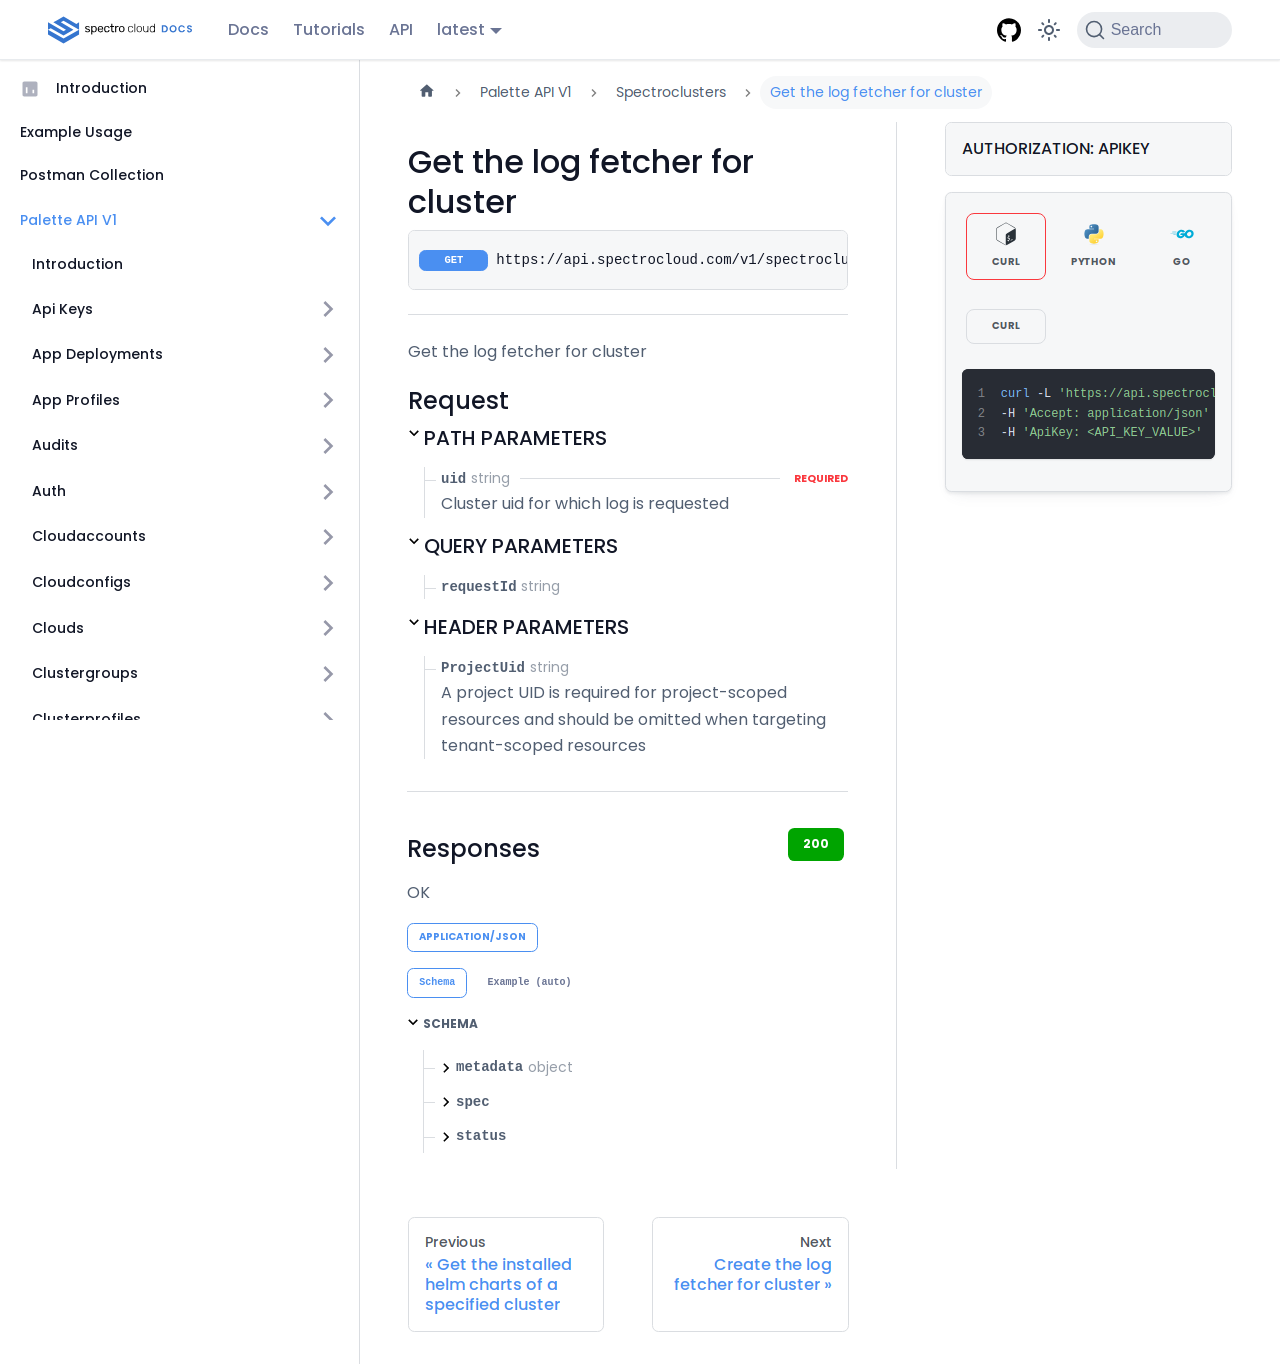 spectro cloud DOCS
Docs
Tutorials
API
latest
Search
Introduction
Example Usage
Postman Collection
Palette API V1
Introduction
Api Keys
App Deployments
App Profiles
Audits
Auth
Cloudaccounts
Cloudconfigs
Clouds
Clustergroups
Clusterprofiles
Palette API V1
Spectroclusters
Get the log fetcher for cluster
Get the log fetcher for
cluster
GET https://api.spectrocloud.com/v1/spectroclu
Get the log fetcher for cluster
Request
PATH PARAMETERS
uid string REQUIRED
Cluster uid for which log is requested
QUERY PARAMETERS
requestId string
HEADER PARAMETERS
ProjectUid string
A project UID is required for project-scoped
resources and should be omitted when targeting
tenant-scoped resources
Responses
200
OK
APPLICATION/JSON
Schema
Example (auto)
SCHEMA
metadata object
spec
status
Previous
« Get the installed
helm charts of a
specified cluster
Next
Create the log
fetcher for cluster »
AUTHORIZATION: APIKEY
CURL
PYTHON
GO
CURL
1 curl -L 'https://api.spectrocl
2 -H 'Accept: application/json'
3 -H 'ApiKey: <API_KEY_VALUE>'